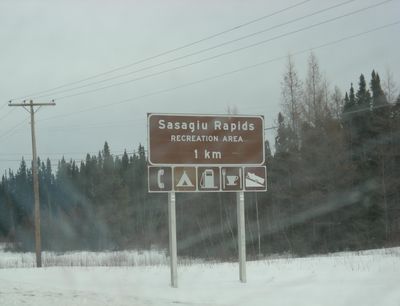 Sasagiu Rapids
RECREATION AREA
1 km